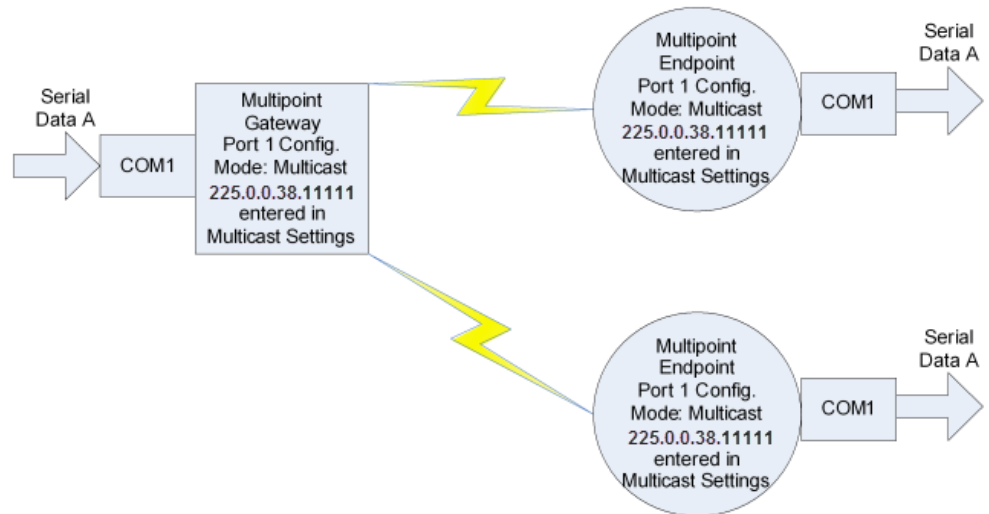 Serial
Data A
COM1
Multipoint
Gateway
Port 1 Config.
Mode: Multicast
225.0.0.38.11111
entered in
Multicast Settings
Multipoint
Endpoint
Port 1 Config.
Mode: Multicast
225.0.0.38.11111
entered in
Multicast Settings
COM1
Serial
Data A
Multipoint
Endpoint
Port 1 Config.
Mode: Multicast
225.0.0.38.11111
entered in
Multicast Settings
COM1
Serial
Data A